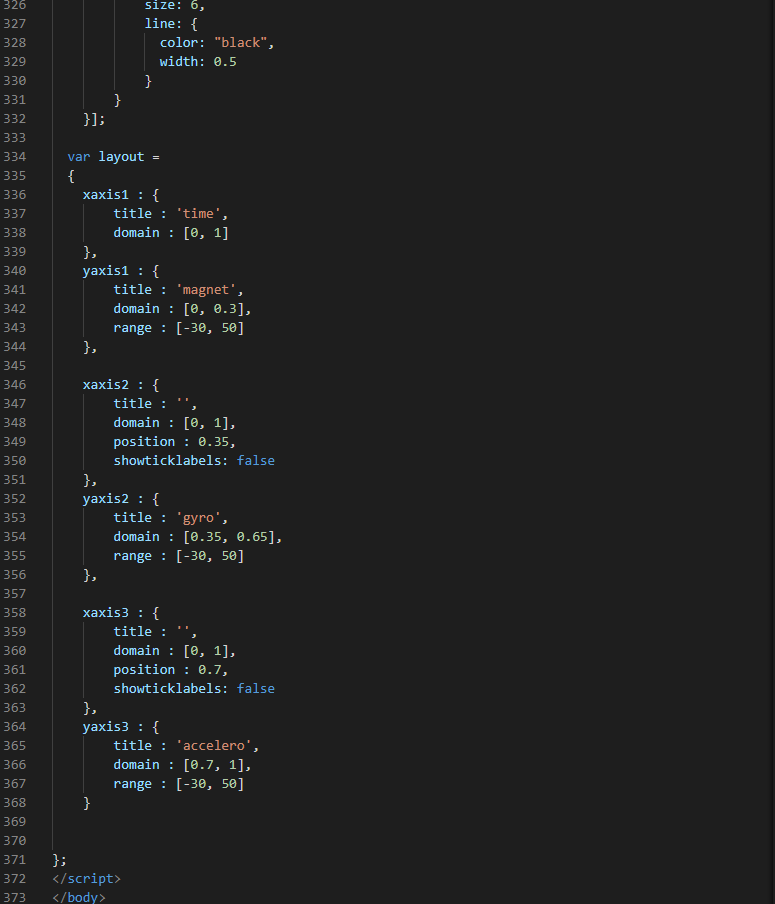 326 size: 6,
327 line: {
328 color: "black",
329 width: 0.5
330 }
331 }
332 }];
333
334 var layout =
335 {
336 xaxis1 : {
337 title : 'time',
338 domain : [0, 1]
339 },
340 yaxis1 : {
341 title : 'magnet',
342 domain : [0, 0.3],
343 range : [-30, 50]
344 },
345
346 xaxis2 : {
347 title : '',
348 domain : [0, 1],
349 position : 0.35,
350 showticklabels: false
351 },
352 yaxis2 : {
353 title : 'gyro',
354 domain : [0.35, 0.65],
355 range : [-30, 50]
356 },
357
358 xaxis3 : {
359 title : '',
360 domain : [0, 1],
361 position : 0.7,
362 showticklabels: false
363 },
364 yaxis3 : {
365 title : 'accelero',
366 domain : [0.7, 1],
367 range : [-30, 50]
368 }
369
370
371 };
372 </script>
373 </body>